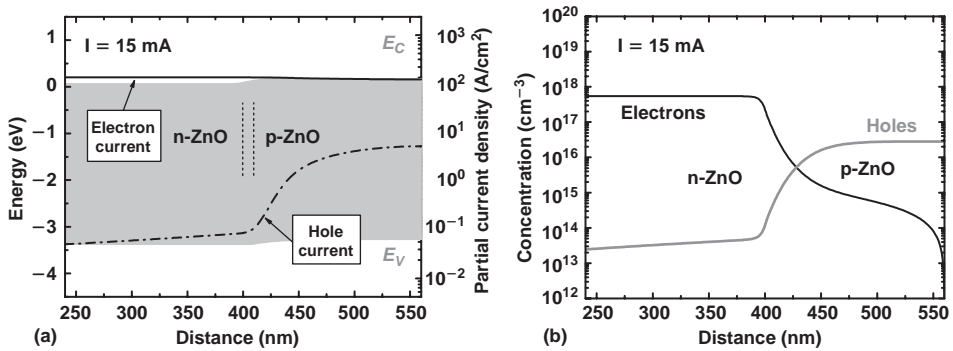 I = 15 mA
E_C
1
0
−1
−2
−3
−4
Energy (eV)
Electron
current
n-ZnO
p-ZnO
Hole
current
E_V
10³
10²
10¹
10⁰
10⁻¹
10⁻²
Partial current density (A/cm²)
250 300 350 400 450 500 550
Distance (nm)
(a)
I = 15 mA
10²⁰
10¹⁹
10¹⁸
10¹⁷
10¹⁶
10¹⁵
10¹⁴
10¹³
10¹²
Concentration (cm⁻³)
Electrons
Holes
n-ZnO
p-ZnO
250 300 350 400 450 500 550
Distance (nm)
(b)